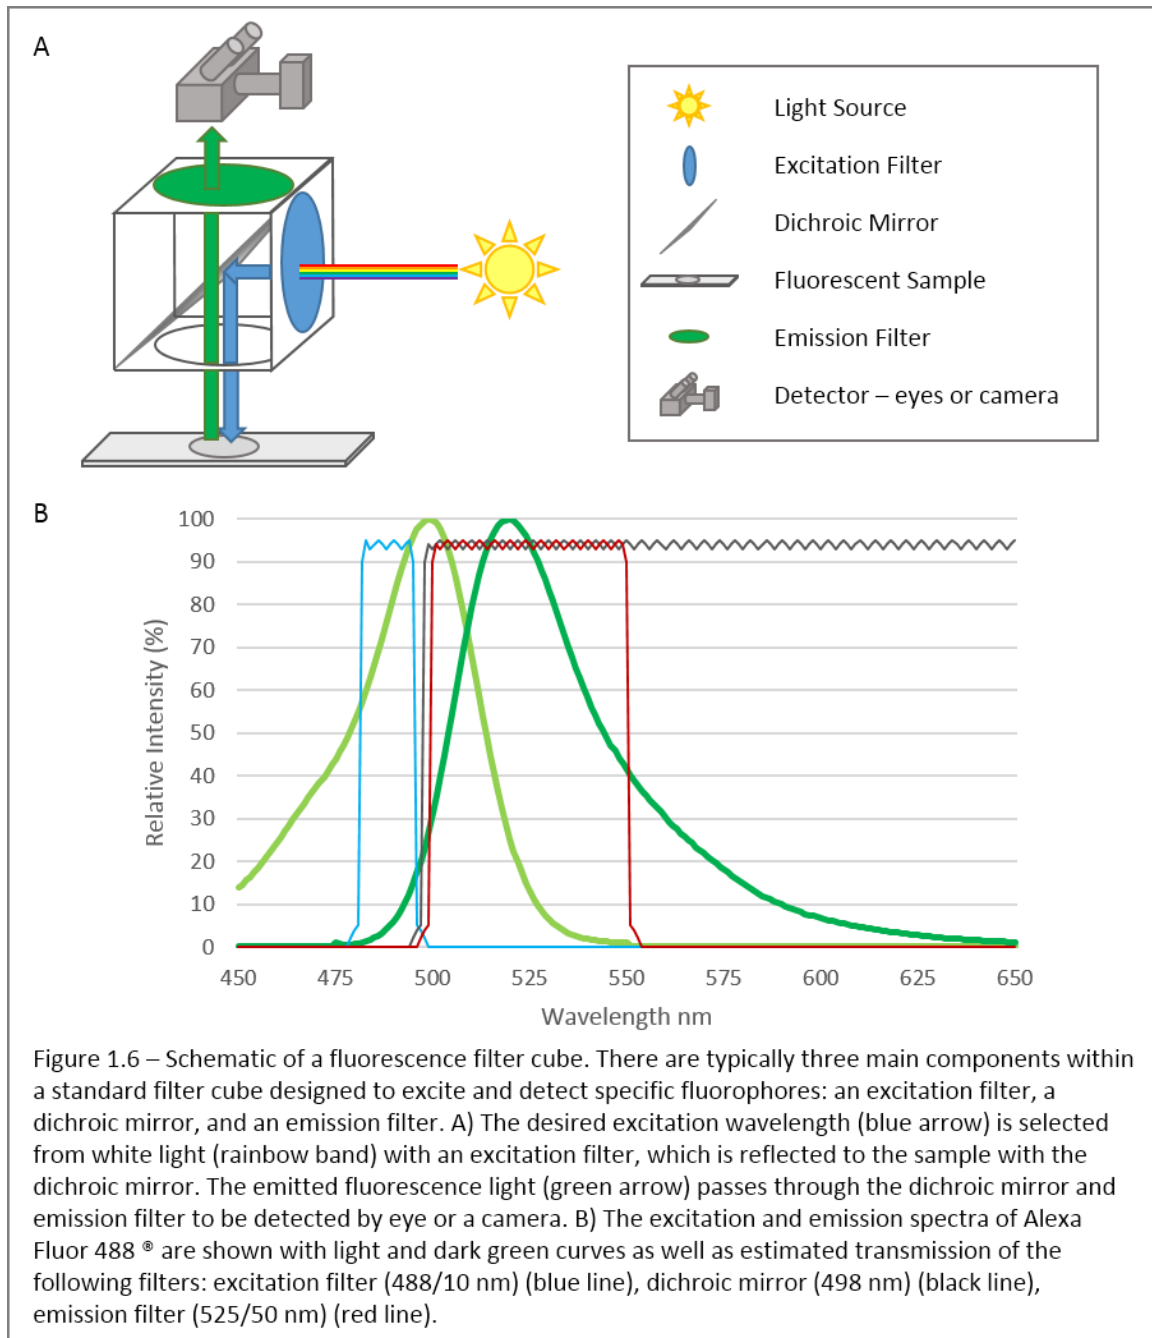 A
Light Source
Excitation Filter
Dichroic Mirror
Fluorescent Sample
Emission Filter
Detector – eyes or camera
B
100
90
80
70
60
50
40
30
20
10
0
Relative Intensity (%)
450 475 500 525 550 575 600 625 650
Wavelength nm
Figure 1.6 – Schematic of a fluorescence filter cube. There are typically three main components within
a standard filter cube designed to excite and detect specific fluorophores: an excitation filter, a
dichroic mirror, and an emission filter. A) The desired excitation wavelength (blue arrow) is selected
from white light (rainbow band) with an excitation filter, which is reflected to the sample with the
dichroic mirror. The emitted fluorescence light (green arrow) passes through the dichroic mirror and
emission filter to be detected by eye or a camera. B) The excitation and emission spectra of Alexa
Fluor 488 ® are shown with light and dark green curves as well as estimated transmission of the
following filters: excitation filter (488/10 nm) (blue line), dichroic mirror (498 nm) (black line),
emission filter (525/50 nm) (red line).